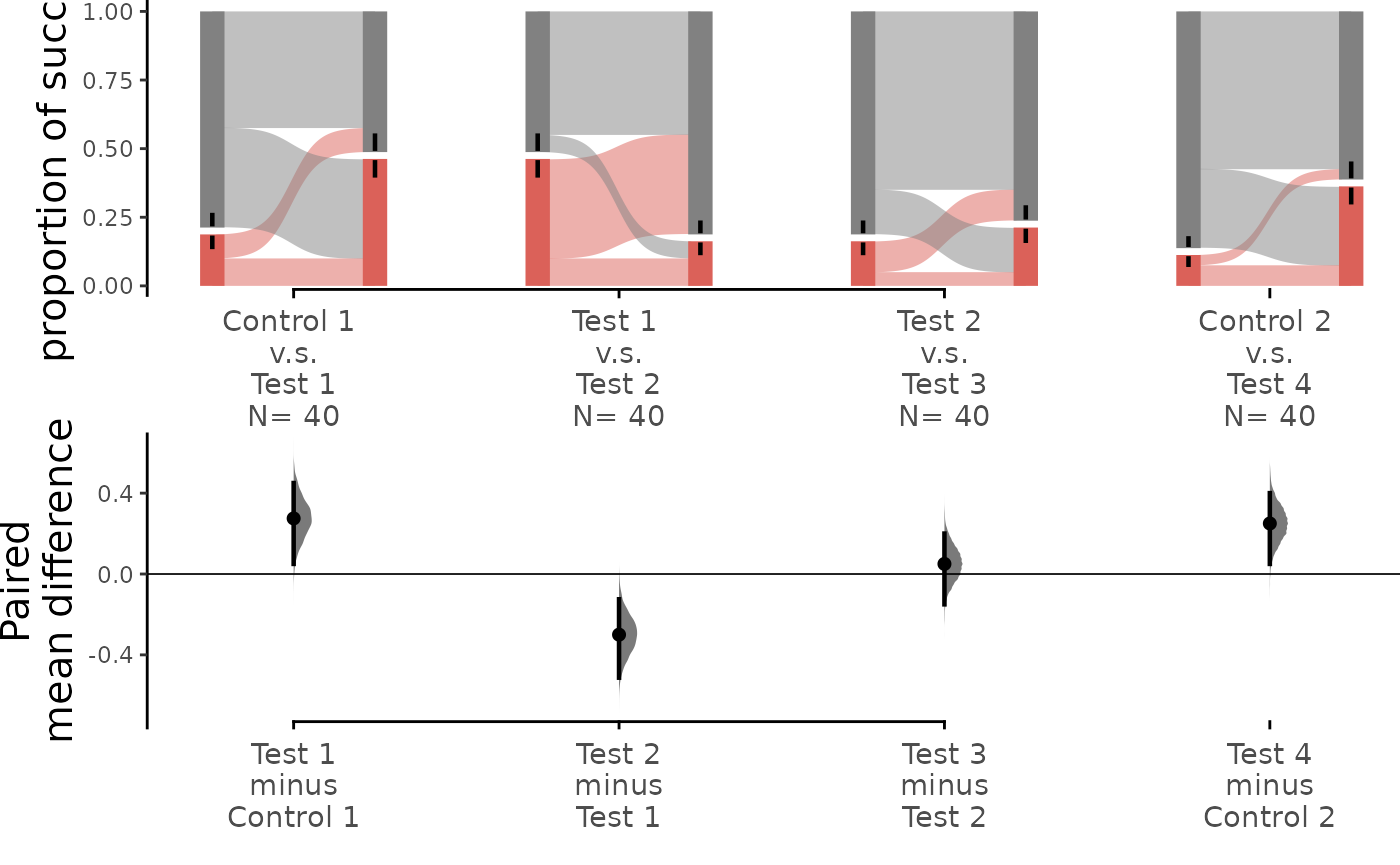 proportion of succ
1.00
0.75
0.50
0.25
0.00
Control 1
v.s.
Test 1
N= 40
Test 1
v.s.
Test 2
N= 40
Test 2
v.s.
Test 3
N= 40
Control 2
v.s.
Test 4
N= 40
Paired
mean difference
0.4
0.0
-0.4
Test 1
minus
Control 1
Test 2
minus
Test 1
Test 3
minus
Test 2
Test 4
minus
Control 2